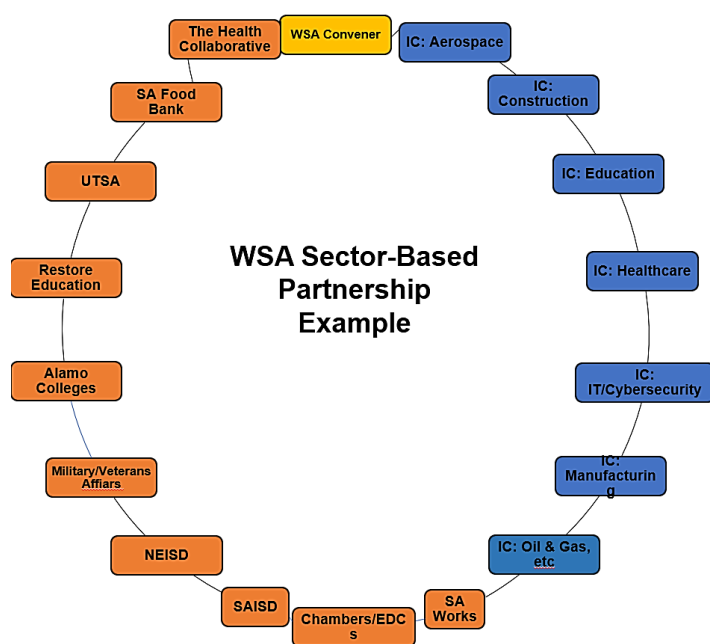 The Health
Collaborative
WSA Convener
IC: Aerospace
IC:
Construction
IC: Education
IC: Healthcare
IC:
IT/Cybersecurity
IC:
Manufacturin
g
IC: Oil & Gas,
etc
SA
Works
Chambers/EDC
s
SAISD
NEISD
Military/Veterans
Affiars
Alamo
Colleges
Restore
Education
UTSA
SA Food
Bank
WSA Sector-Based
Partnership
Example